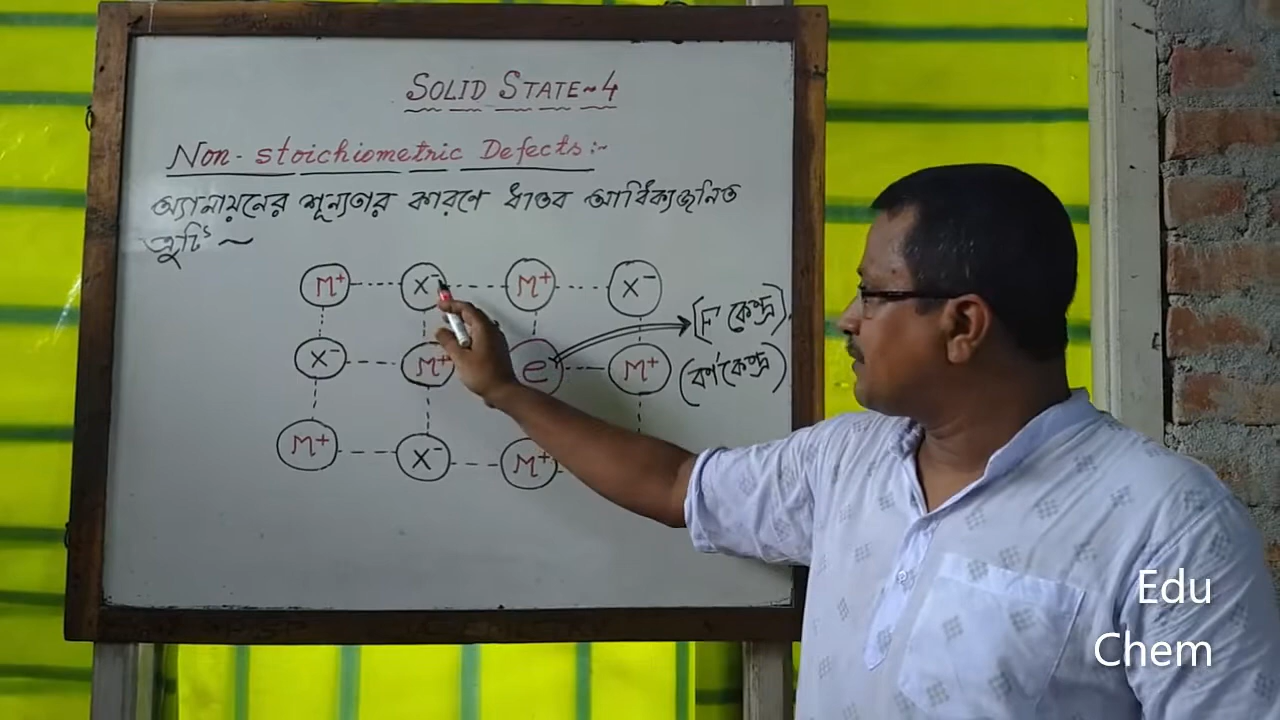 SOLID STATE~4
Non-stoichiometric Defects:~
অ্যানায়নের শূন্যতার কারণে ধাতব আধিক্যজনিত
ত্রুটি ~
M+ X- M+ X-
[F কেন্দ্র]
X- M+ e M+
(বর্ণকেন্দ্র)
M+ X- M+
Edu
Chem